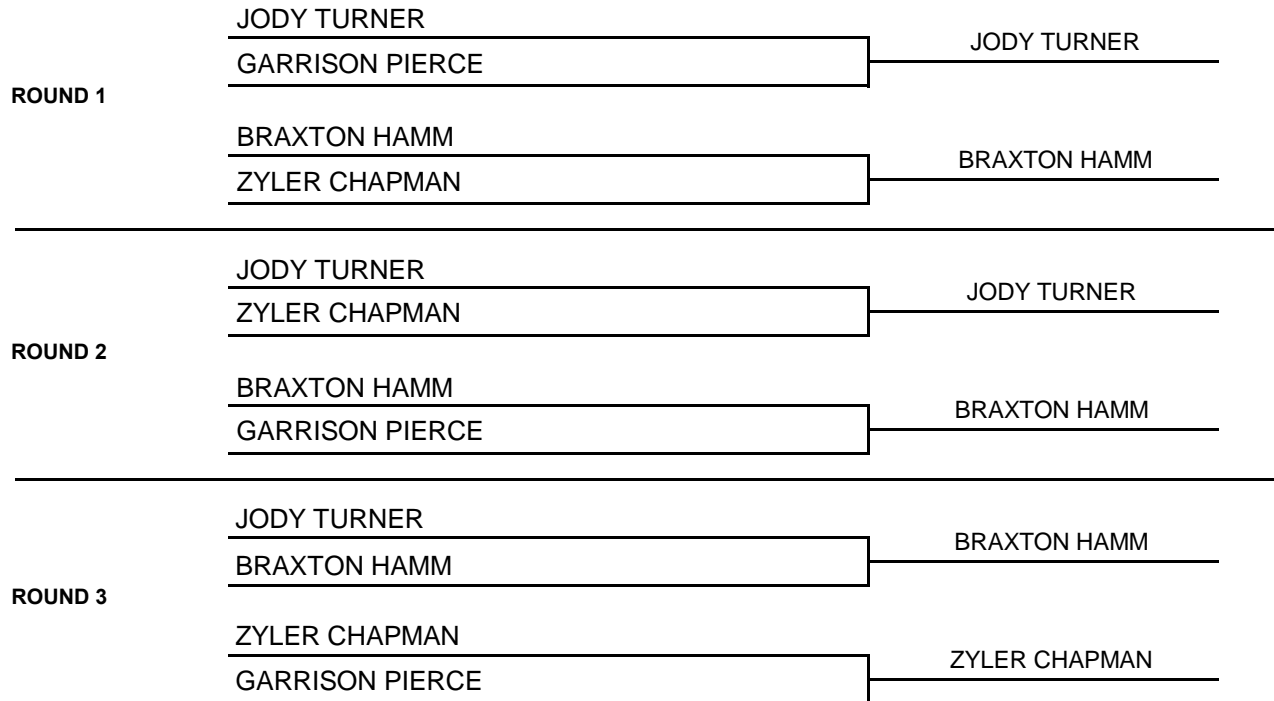 JODY TURNER
GARRISON PIERCE
JODY TURNER
ROUND 1
BRAXTON HAMM
ZYLER CHAPMAN
BRAXTON HAMM
JODY TURNER
ZYLER CHAPMAN
JODY TURNER
ROUND 2
BRAXTON HAMM
GARRISON PIERCE
BRAXTON HAMM
JODY TURNER
BRAXTON HAMM
BRAXTON HAMM
ROUND 3
ZYLER CHAPMAN
GARRISON PIERCE
ZYLER CHAPMAN